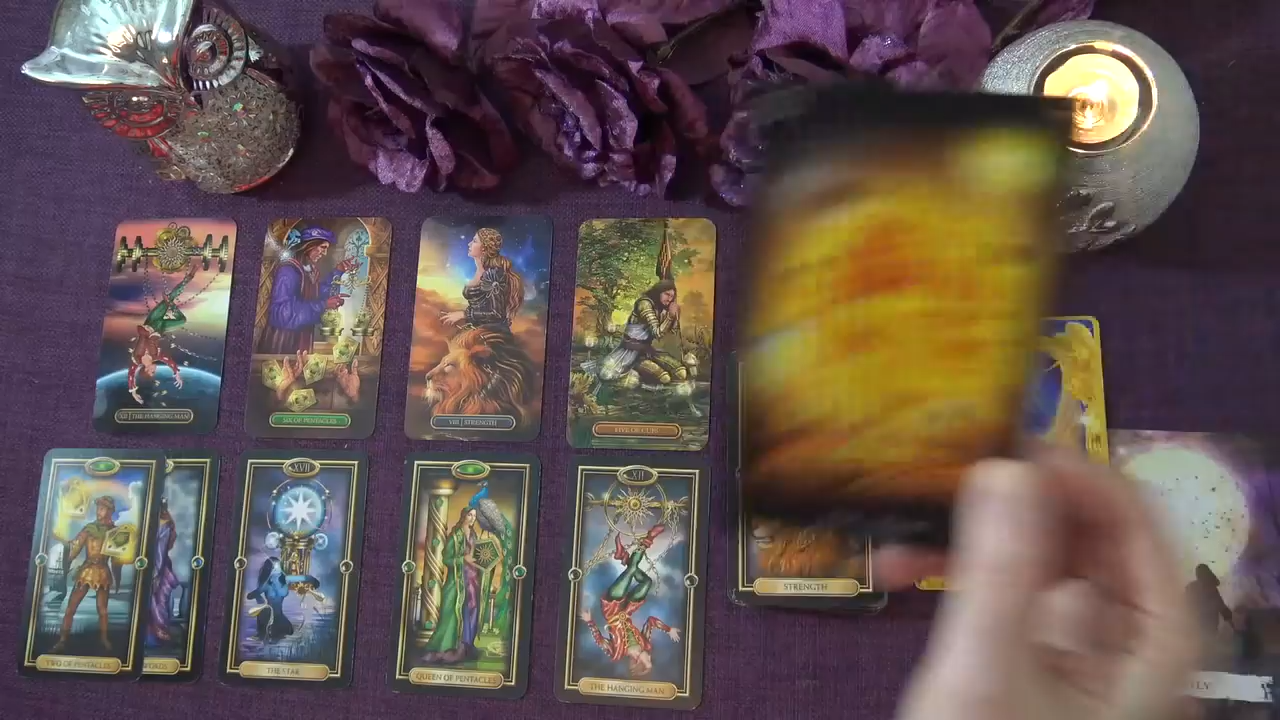 XII | THE HANGING MAN
SIX OF PENTACLES
VIII | STRENGTH
FIVE OF CUPS
TWO OF PENTACLES
XVII
THE STAR
QUEEN OF PENTACLES
XII
THE HANGING MAN
STRENGTH